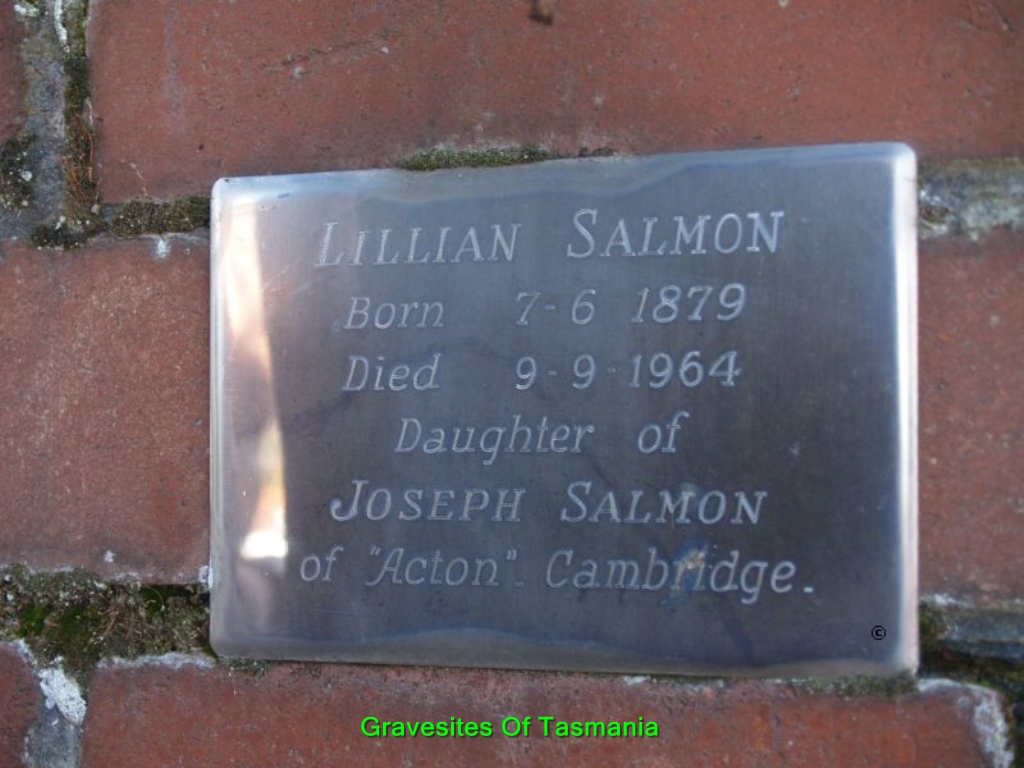 LILLIAN SALMON
Born 7-6 1879
Died 9-9-1964
Daughter of
JOSEPH SALMON
of "Acton". Cambridge.
©
Gravesites Of Tasmania